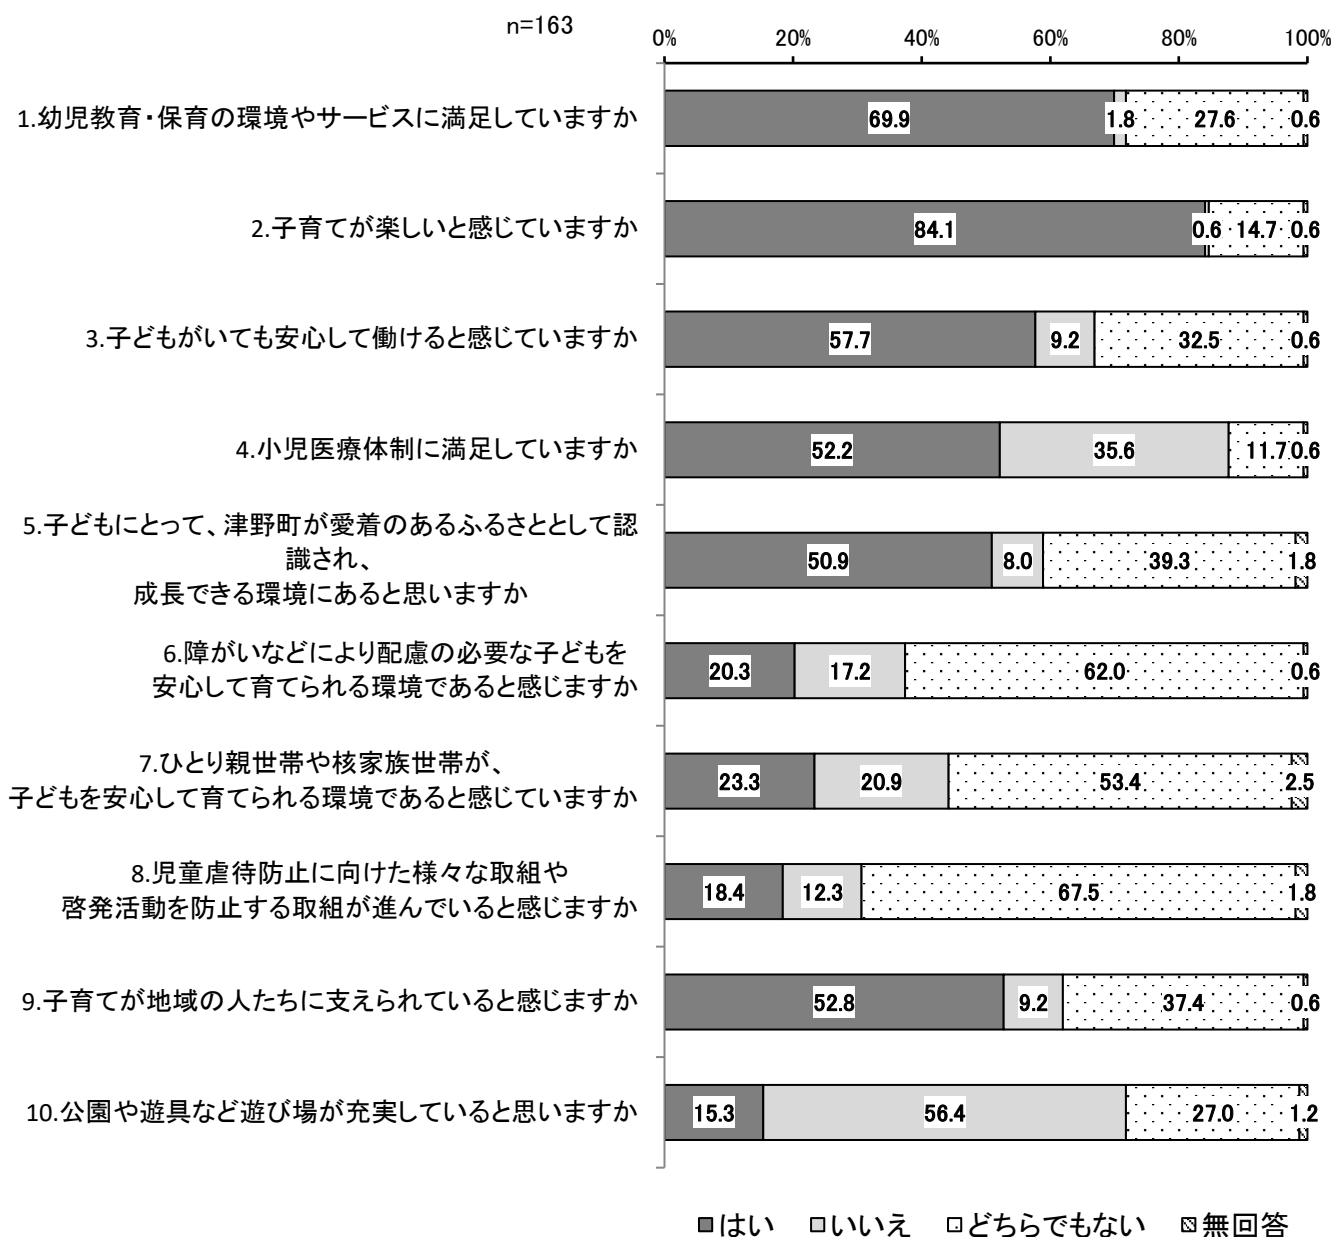 n=163
0% 20% 40% 60% 80% 100%
1.幼児教育・保育の環境やサービスに満足していますか
69.9 1.8 27.6 0.6
2.子育てが楽しいと感じていますか
84.1 0.6 14.7 0.6
3.子どもがいても安心して働けると感じていますか
57.7 9.2 32.5 0.6
4.小児医療体制に満足していますか
52.2 35.6 11.7 0.6
5.子どもにとって、津野町が愛着のあるふるさととして認
識され、
成長できる環境にあると思いますか
50.9 8.0 39.3 1.8
6.障がいなどにより配慮の必要な子どもを
安心して育てられる環境であると感じますか
20.3 17.2 62.0 0.6
7.ひとり親世帯や核家族世帯が、
子どもを安心して育てられる環境であると感じていますか
23.3 20.9 53.4 2.5
8.児童虐待防止に向けた様々な取組や
啓発活動を防止する取組が進んでいると感じますか
18.4 12.3 67.5 1.8
9.子育てが地域の人たちに支えられていると感じますか
52.8 9.2 37.4 0.6
10.公園や遊具など遊び場が充実していると思いますか
15.3 56.4 27.0 1.2
はい いいえ どちらでもない 無回答